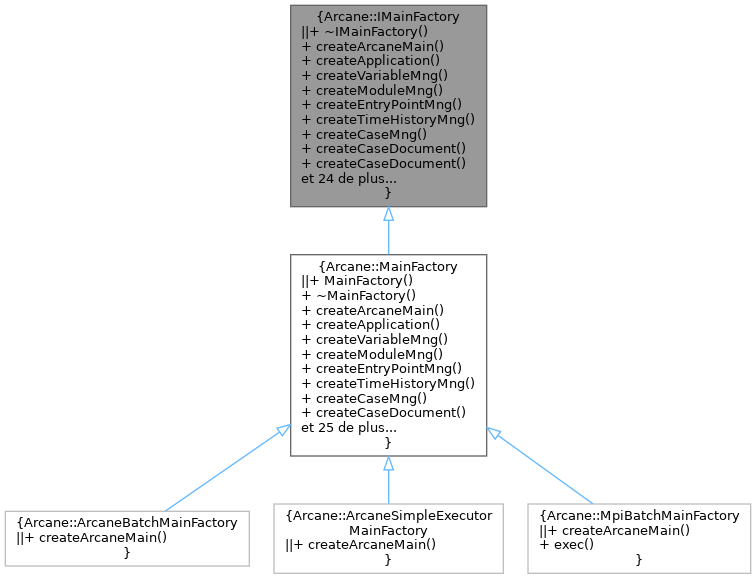 {Arcane::IMainFactory
||+ ~IMainFactory()
+ createArcaneMain()
+ createApplication()
+ createVariableMng()
+ createModuleMng()
+ createEntryPointMng()
+ createTimeHistoryMng()
+ createCaseMng()
+ createCaseDocument()
+ createCaseDocument()
et 24 de plus...
}
{Arcane::MainFactory
||+ MainFactory()
+ ~MainFactory()
+ createArcaneMain()
+ createApplication()
+ createVariableMng()
+ createModuleMng()
+ createEntryPointMng()
+ createTimeHistoryMng()
+ createCaseMng()
+ createCaseDocument()
et 25 de plus...
}
{Arcane::ArcaneBatchMainFactory
||+ createArcaneMain()
}
{Arcane::ArcaneSimpleExecutor
MainFactory
||+ createArcaneMain()
}
{Arcane::MpiBatchMainFactory
||+ createArcaneMain()
+ exec()
}